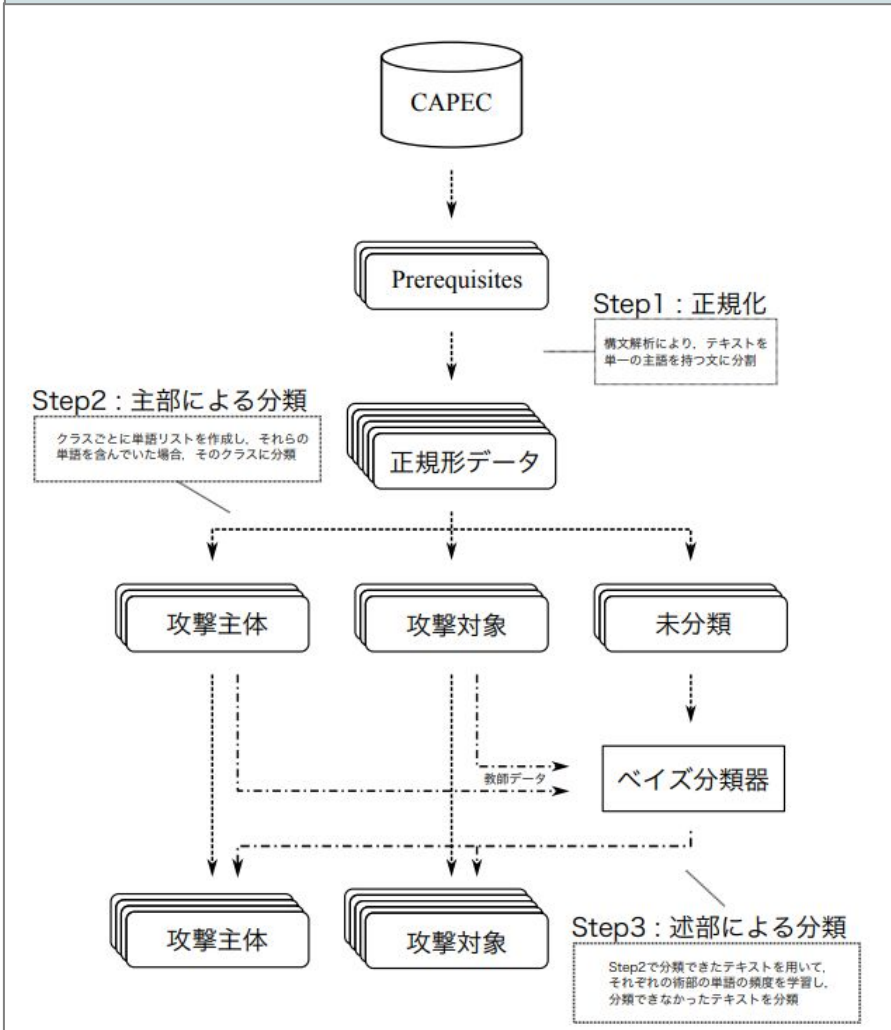 CAPEC
Prerequisites
Step1：正規化
構文解析により，テキストを
単一の主語を持つ文に分割
Step2：主部による分類
クラスごとに単語リストを作成し，それらの
単語を含んでいた場合，そのクラスに分類
正規形データ
攻撃主体
攻撃対象
未分類
教師データ
ベイズ分類器
攻撃主体
攻撃対象
Step3：述部による分類
Step2で分類できたテキストを用いて，
それぞれの術部の単語の頻度を学習し，
分類できなかったテキストを分類